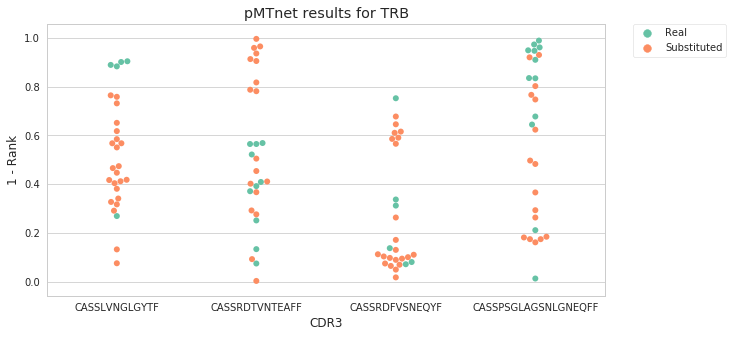 pMTnet results for TRB
Real
Substituted
1 - Rank
1.0
0.8
0.6
0.4
0.2
0.0
CASSLVNGLGYTF
CASSRDTVNTEAFF
CASSRDFVSNEQYF
CASSPSGLAGSNLGNEQFF
CDR3